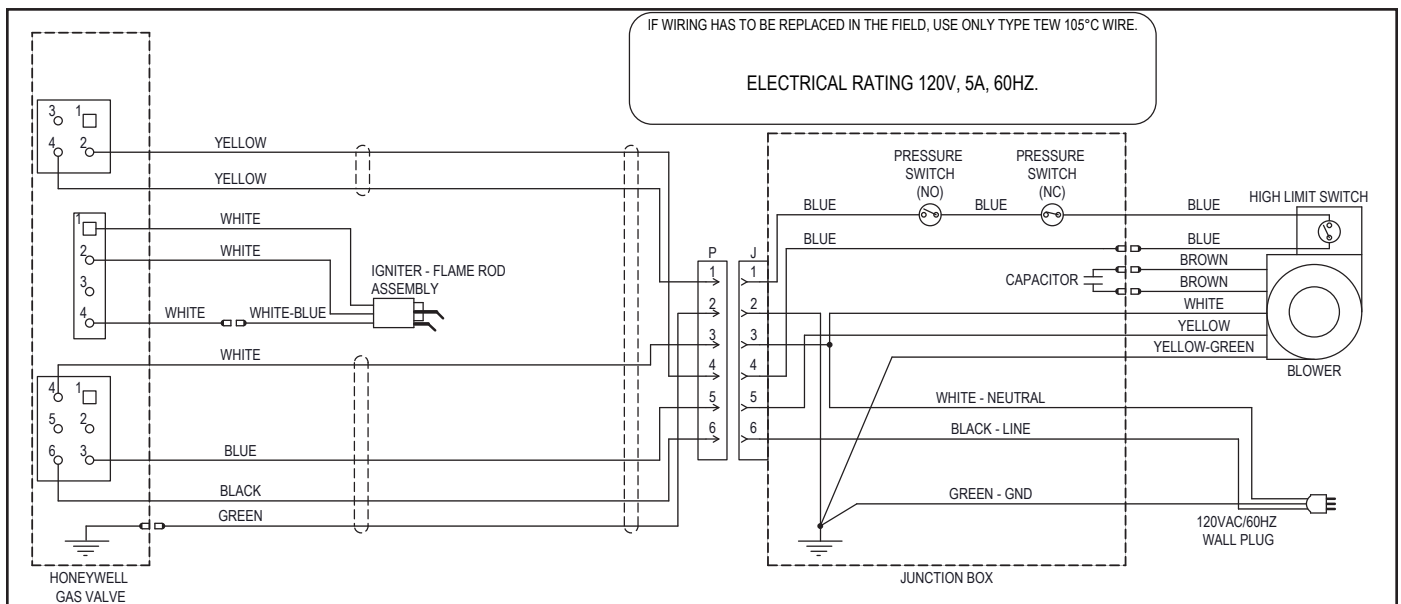 IF WIRING HAS TO BE REPLACED IN THE FIELD, USE ONLY TYPE TEW 105°C WIRE.
ELECTRICAL RATING 120V, 5A, 60HZ.
3 1
4 2
YELLOW
YELLOW
1
2
3
4
WHITE
WHITE
WHITE
WHITE-BLUE
IGNITER - FLAME ROD
ASSEMBLY
4 1
5 2
6 3
WHITE
BLUE
BLACK
GREEN
HONEYWELL
GAS VALVE
P
1
2
3
4
5
6
J
1
2
3
4
5
6
PRESSURE
SWITCH
(NO)
PRESSURE
SWITCH
(NC)
BLUE
BLUE
BLUE
BLUE
BLUE
HIGH LIMIT SWITCH
CAPACITOR
BROWN
BROWN
WHITE
YELLOW
YELLOW-GREEN
BLOWER
WHITE - NEUTRAL
BLACK - LINE
GREEN - GND
120VAC/60HZ
WALL PLUG
JUNCTION BOX